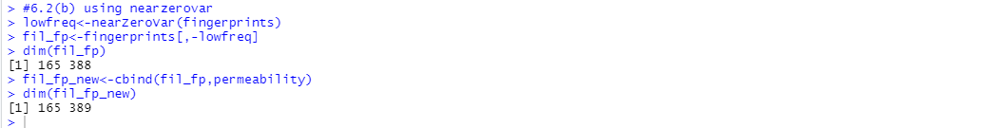 > #6.2(b) using nearzerovar
> lowfreq<-nearZeroVar(fingerprints)
> fil_fp<-fingerprints[,-lowfreq]
> dim(fil_fp)
[1] 165 388
> fil_fp_new<-cbind(fil_fp,permeability)
> dim(fil_fp_new)
[1] 165 389
>